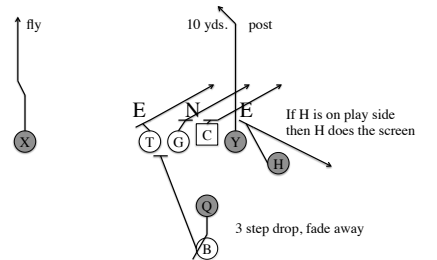 fly
10 yds. post
E N E
If H is on play side
then H does the screen
X T G C Y
H
Q
3 step drop, fade away
B